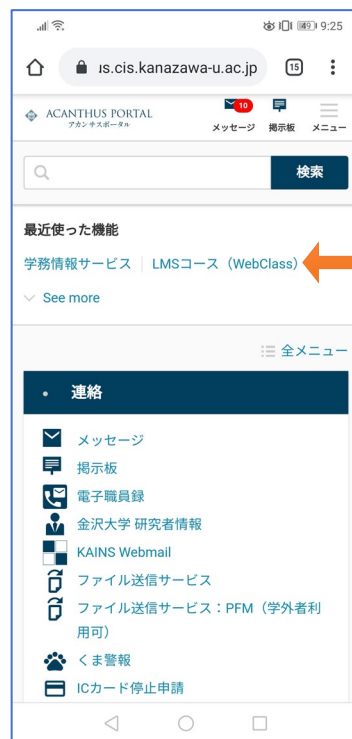 49 9:25
us.cis.kanazawa-u.ac.jp 15
ACANTHUS PORTAL
アカンサスポータル
10
メッセージ 掲示板 メニュー
検索
最近使った機能
学務情報サービス | LMSコース（WebClass）
See more
全メニュー
連絡
メッセージ
掲示板
電子職員録
金沢大学 研究者情報
KAINS Webmail
ファイル送信サービス
ファイル送信サービス：PFM（学外者利
用可）
くま警報
ICカード停止申請